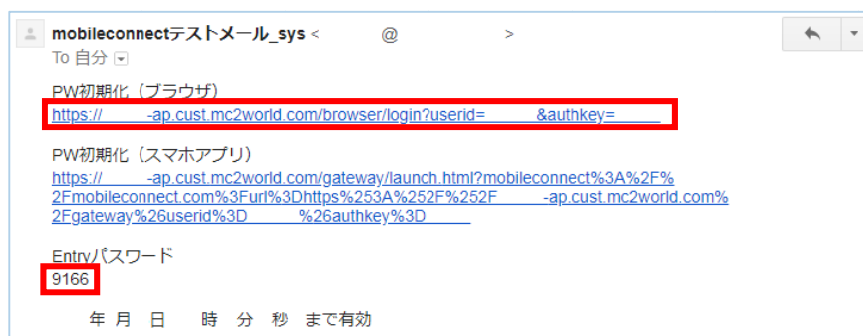 mobileconnectテストメール_sys < @ >
To 自分
PW初期化（ブラウザ）
https:// -ap.cust.mc2world.com/browser/login?userid= &authkey=
PW初期化（スマホアプリ）
https:// -ap.cust.mc2world.com/gateway/launch.html?mobileconnect%3A%2F%
2Fmobileconnect.com%3Furl%3Dhttps%253A%252F%252F -ap.cust.mc2world.com%
2Fgateway%26userid%3D %26authkey%3D
Entryパスワード
9166
年 月 日 時 分 秒 まで有効